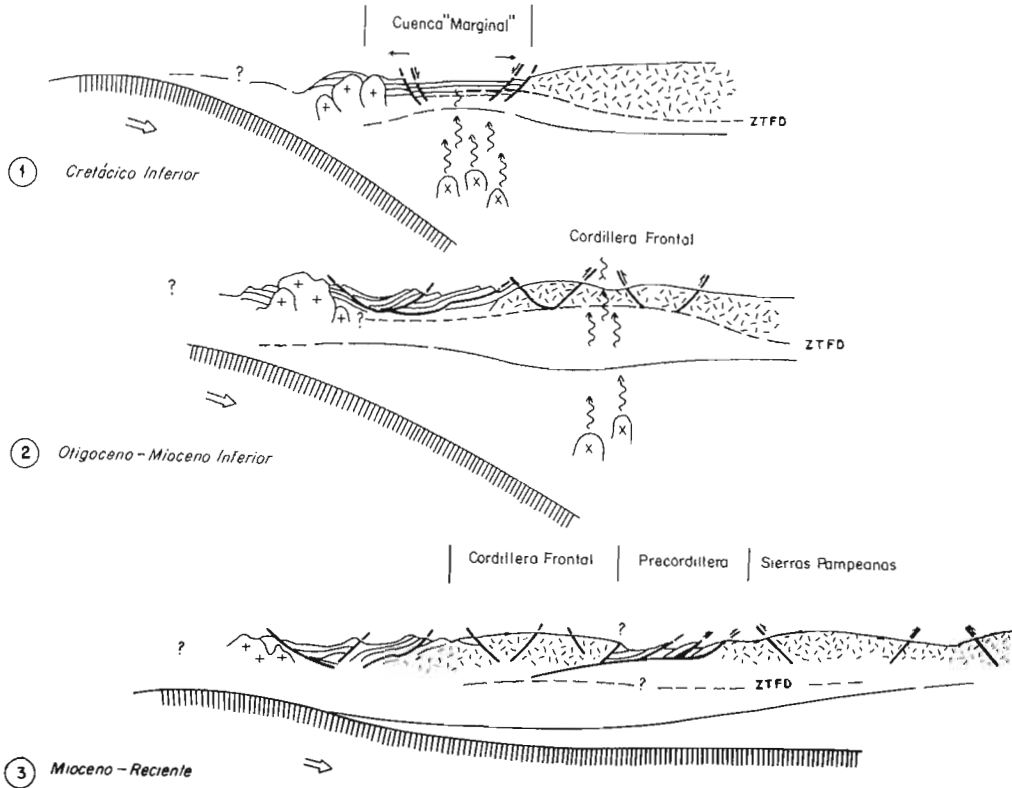 Cuenca "Marginal"
?
+ + +
ZTFD
x x x x
1 Cretácico Inferior
Cordillera Frontal
?
+ + + +
?
ZTFD
x x
2 Otigoceno - Mioceno Inferior
Cordillera Frontal Precordillera Sierras Pampeanas
?
?
+ + + +
? ZTFD
3 Mioceno - Reciente